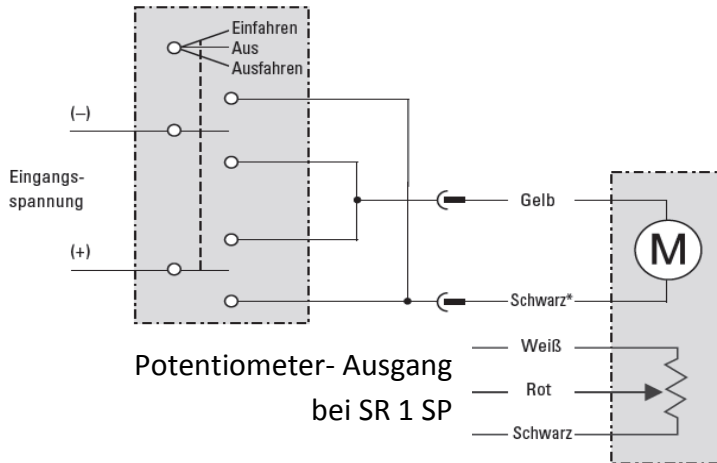 Einfahren
Aus
Ausfahren
(–)
Eingangs-
spannung
(+)
Gelb
M
Schwarz*
Weiß
Potentiometer- Ausgang
bei SR 1 SP
Rot
Schwarz